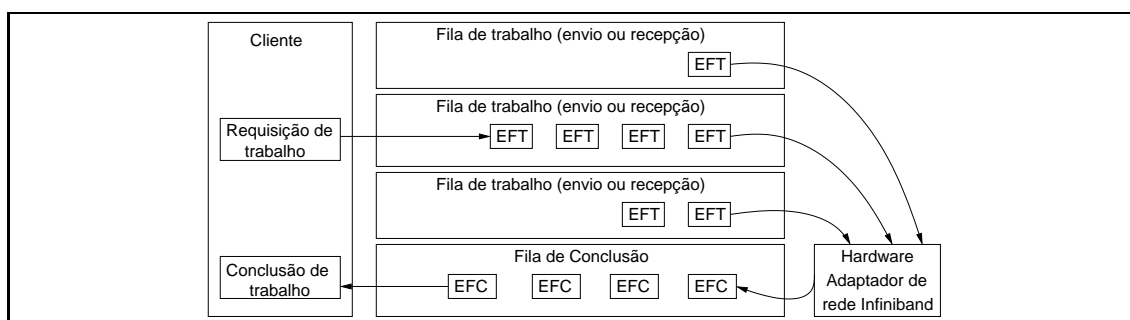 Cliente
Fila de trabalho (envio ou recepção)
EFT
Fila de trabalho (envio ou recepção)
Requisição de
trabalho
EFT EFT EFT EFT
Fila de trabalho (envio ou recepção)
EFT EFT
Fila de Conclusão
Conclusão de
trabalho
EFC EFC EFC EFC
Hardware
Adaptador de
rede Infiniband